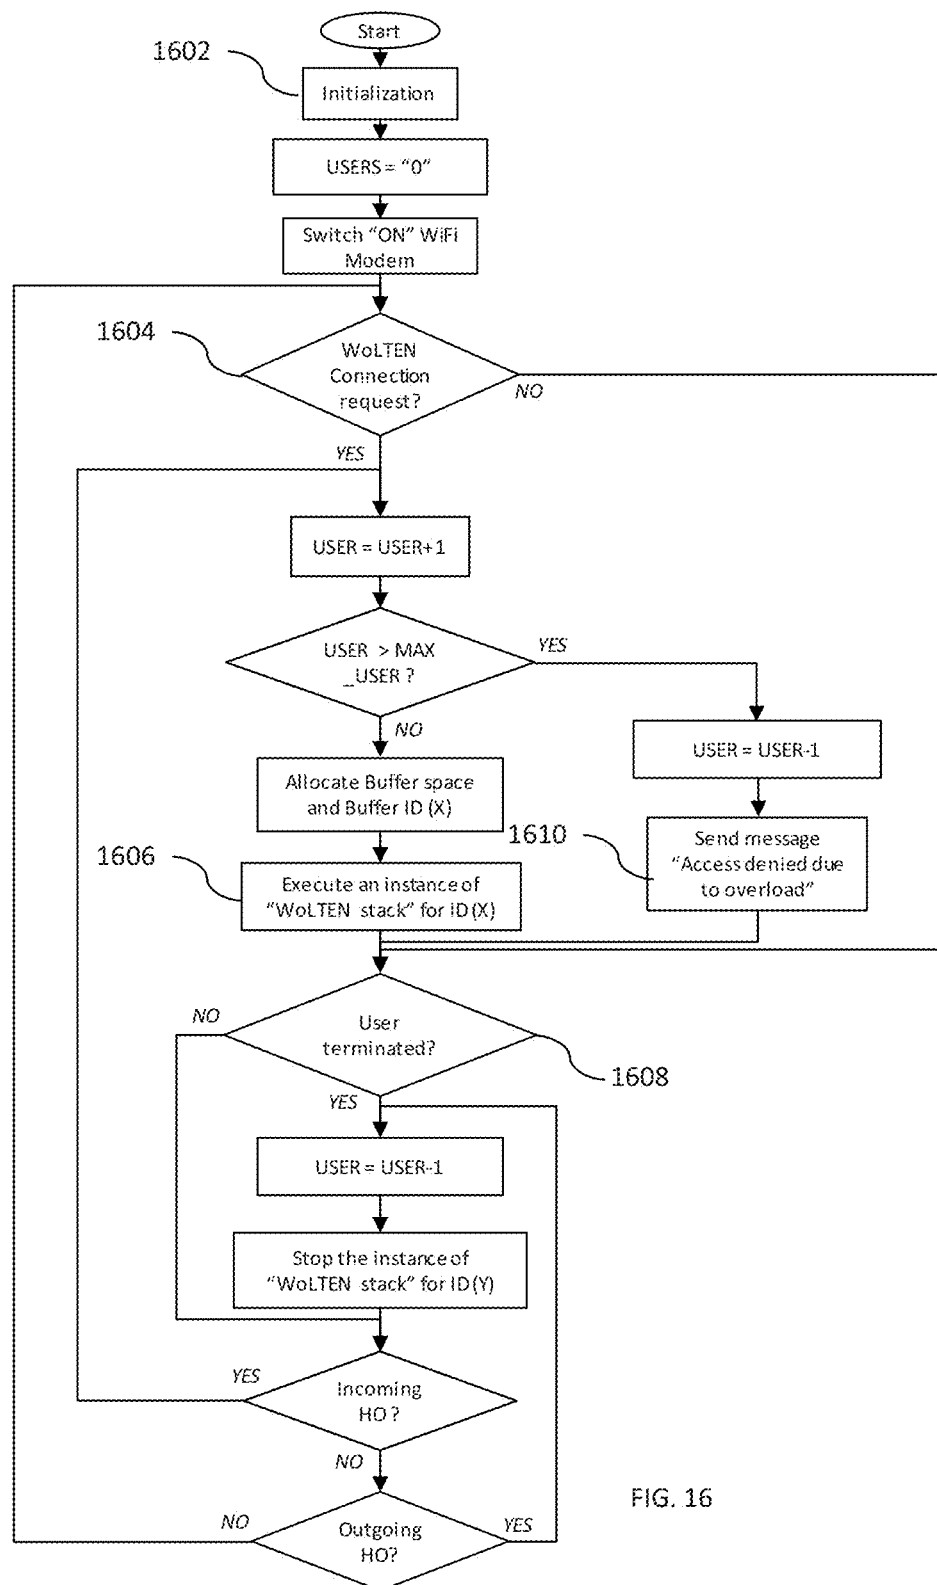 Start
1602
Initialization
USERS = "0"
Switch "ON" WiFi
Modem
1604
WoLTEN
Connection
request?
NO
YES
USER = USER+1
USER > MAX
_USER ?
YES
NO
USER = USER-1
Allocate Buffer space
and Buffer ID (X)
1610
Send message
"Access denied due
to overload"
1606
Execute an instance of
"WoLTEN stack" for ID(X)
NO
User
terminated?
1608
YES
USER = USER-1
Stop the instance of
"WoLTEN stack" for ID(Y)
YES
Incoming
HO ?
NO
FIG. 16
NO
Outgoing
HO?
YES